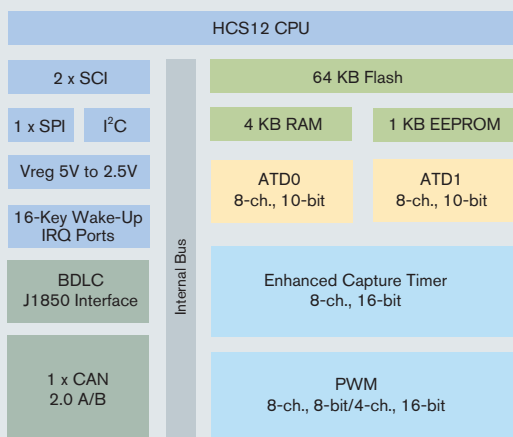 HCS12 CPU
2 x SCI
1 x SPI
I²C
Vreg 5V to 2.5V
16-Key Wake-Up
IRQ Ports
BDLC
J1850 Interface
1 x CAN
2.0 A/B
Internal Bus
64 KB Flash
4 KB RAM
1 KB EEPROM
ATD0
8-ch., 10-bit
ATD1
8-ch., 10-bit
Enhanced Capture Timer
8-ch., 16-bit
PWM
8-ch., 8-bit/4-ch., 16-bit